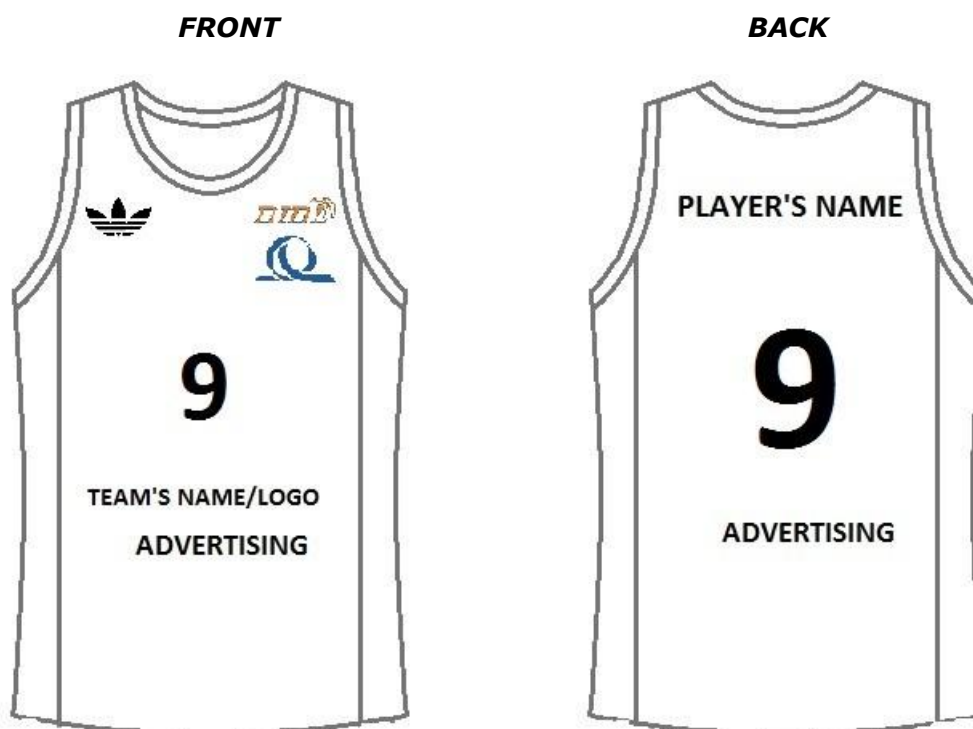 FRONT
BACK
PLAYER'S NAME
9
9
TEAM'S NAME/LOGO
ADVERTISING
ADVERTISING